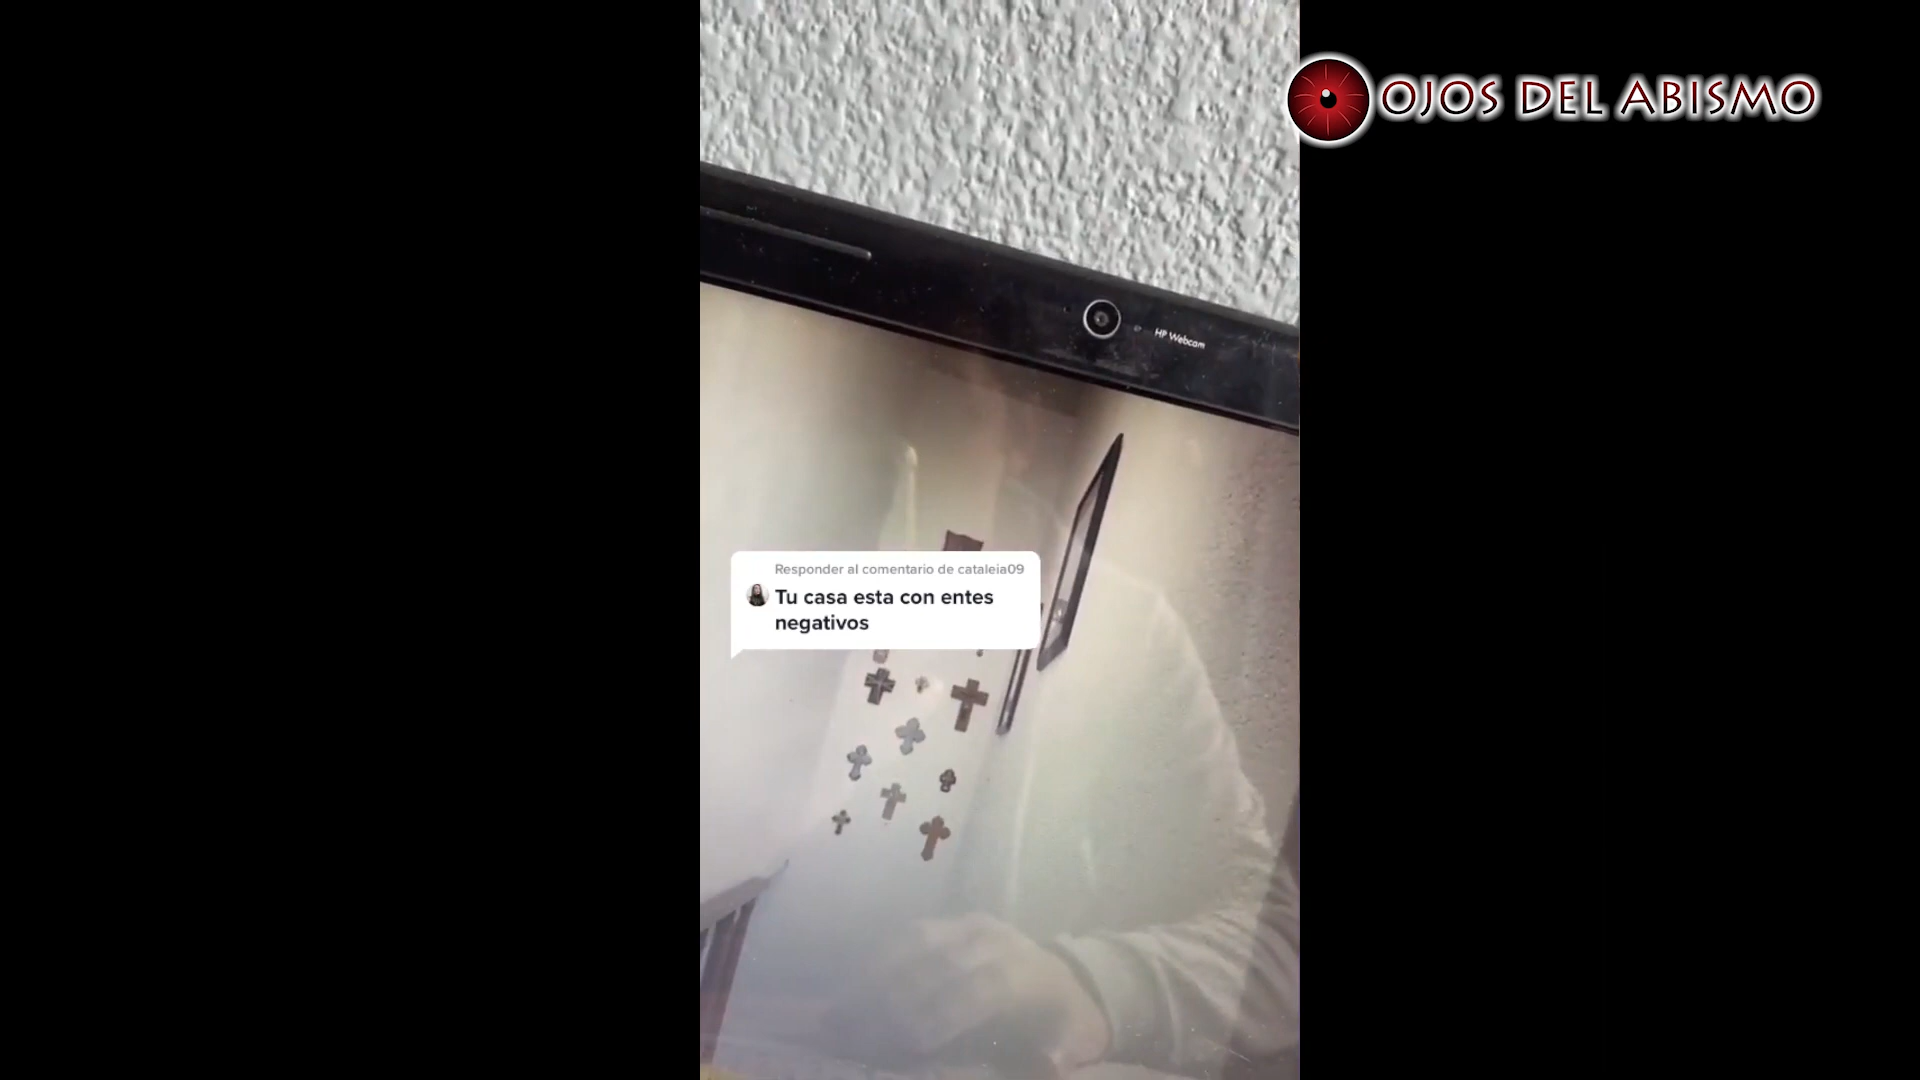 OJOS DEL ABISMO
HP Webcam
Responder al comentario de cataleia09
Tu casa esta con entes
negativos